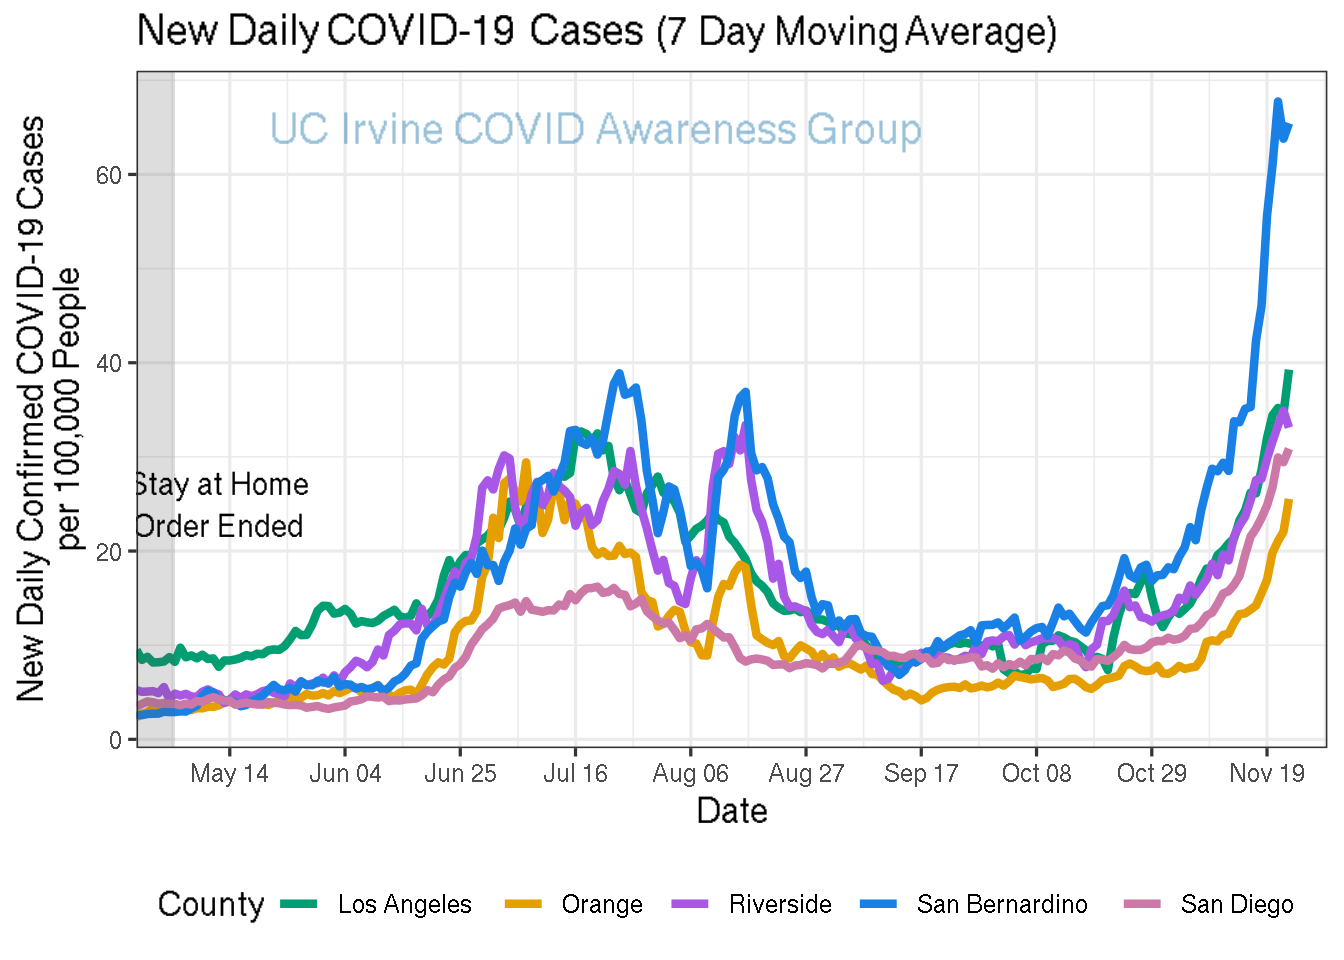 New Daily COVID-19 Cases (7 Day Moving Average)
UC Irvine COVID Awareness Group
New Daily Confirmed COVID-19 Cases
per 100,000 People
60
40
20
0
Stay at Home
Order Ended
May 14 Jun 04 Jun 25 Jul 16 Aug 06 Aug 27 Sep 17 Oct 08 Oct 29 Nov 19
Date
County Los Angeles Orange Riverside San Bernardino San Diego